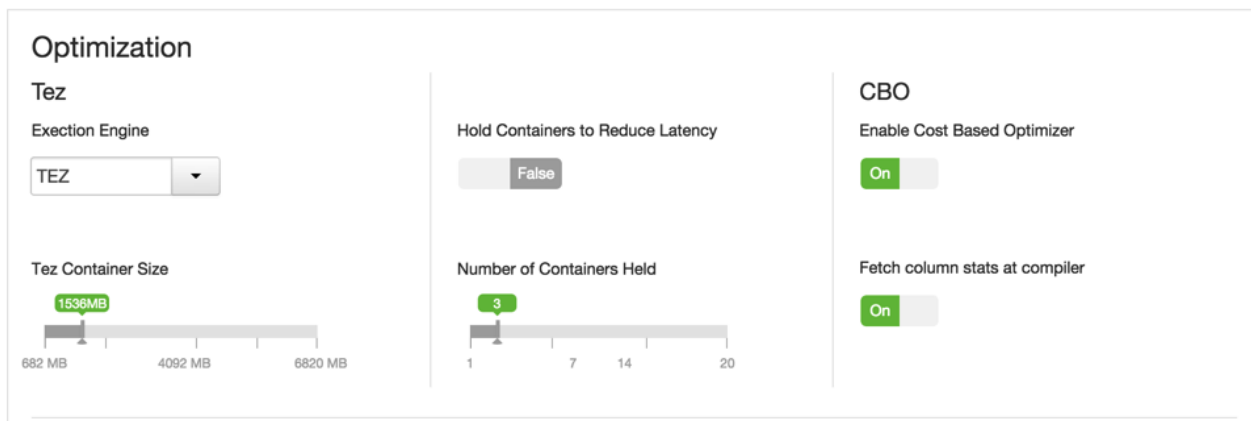 Optimization
Tez
Exection Engine
TEZ
Tez Container Size
1536MB
682 MB 4092 MB 6820 MB
Hold Containers to Reduce Latency
False
Number of Containers Held
3
1 7 14 20
CBO
Enable Cost Based Optimizer
On
Fetch column stats at compiler
On